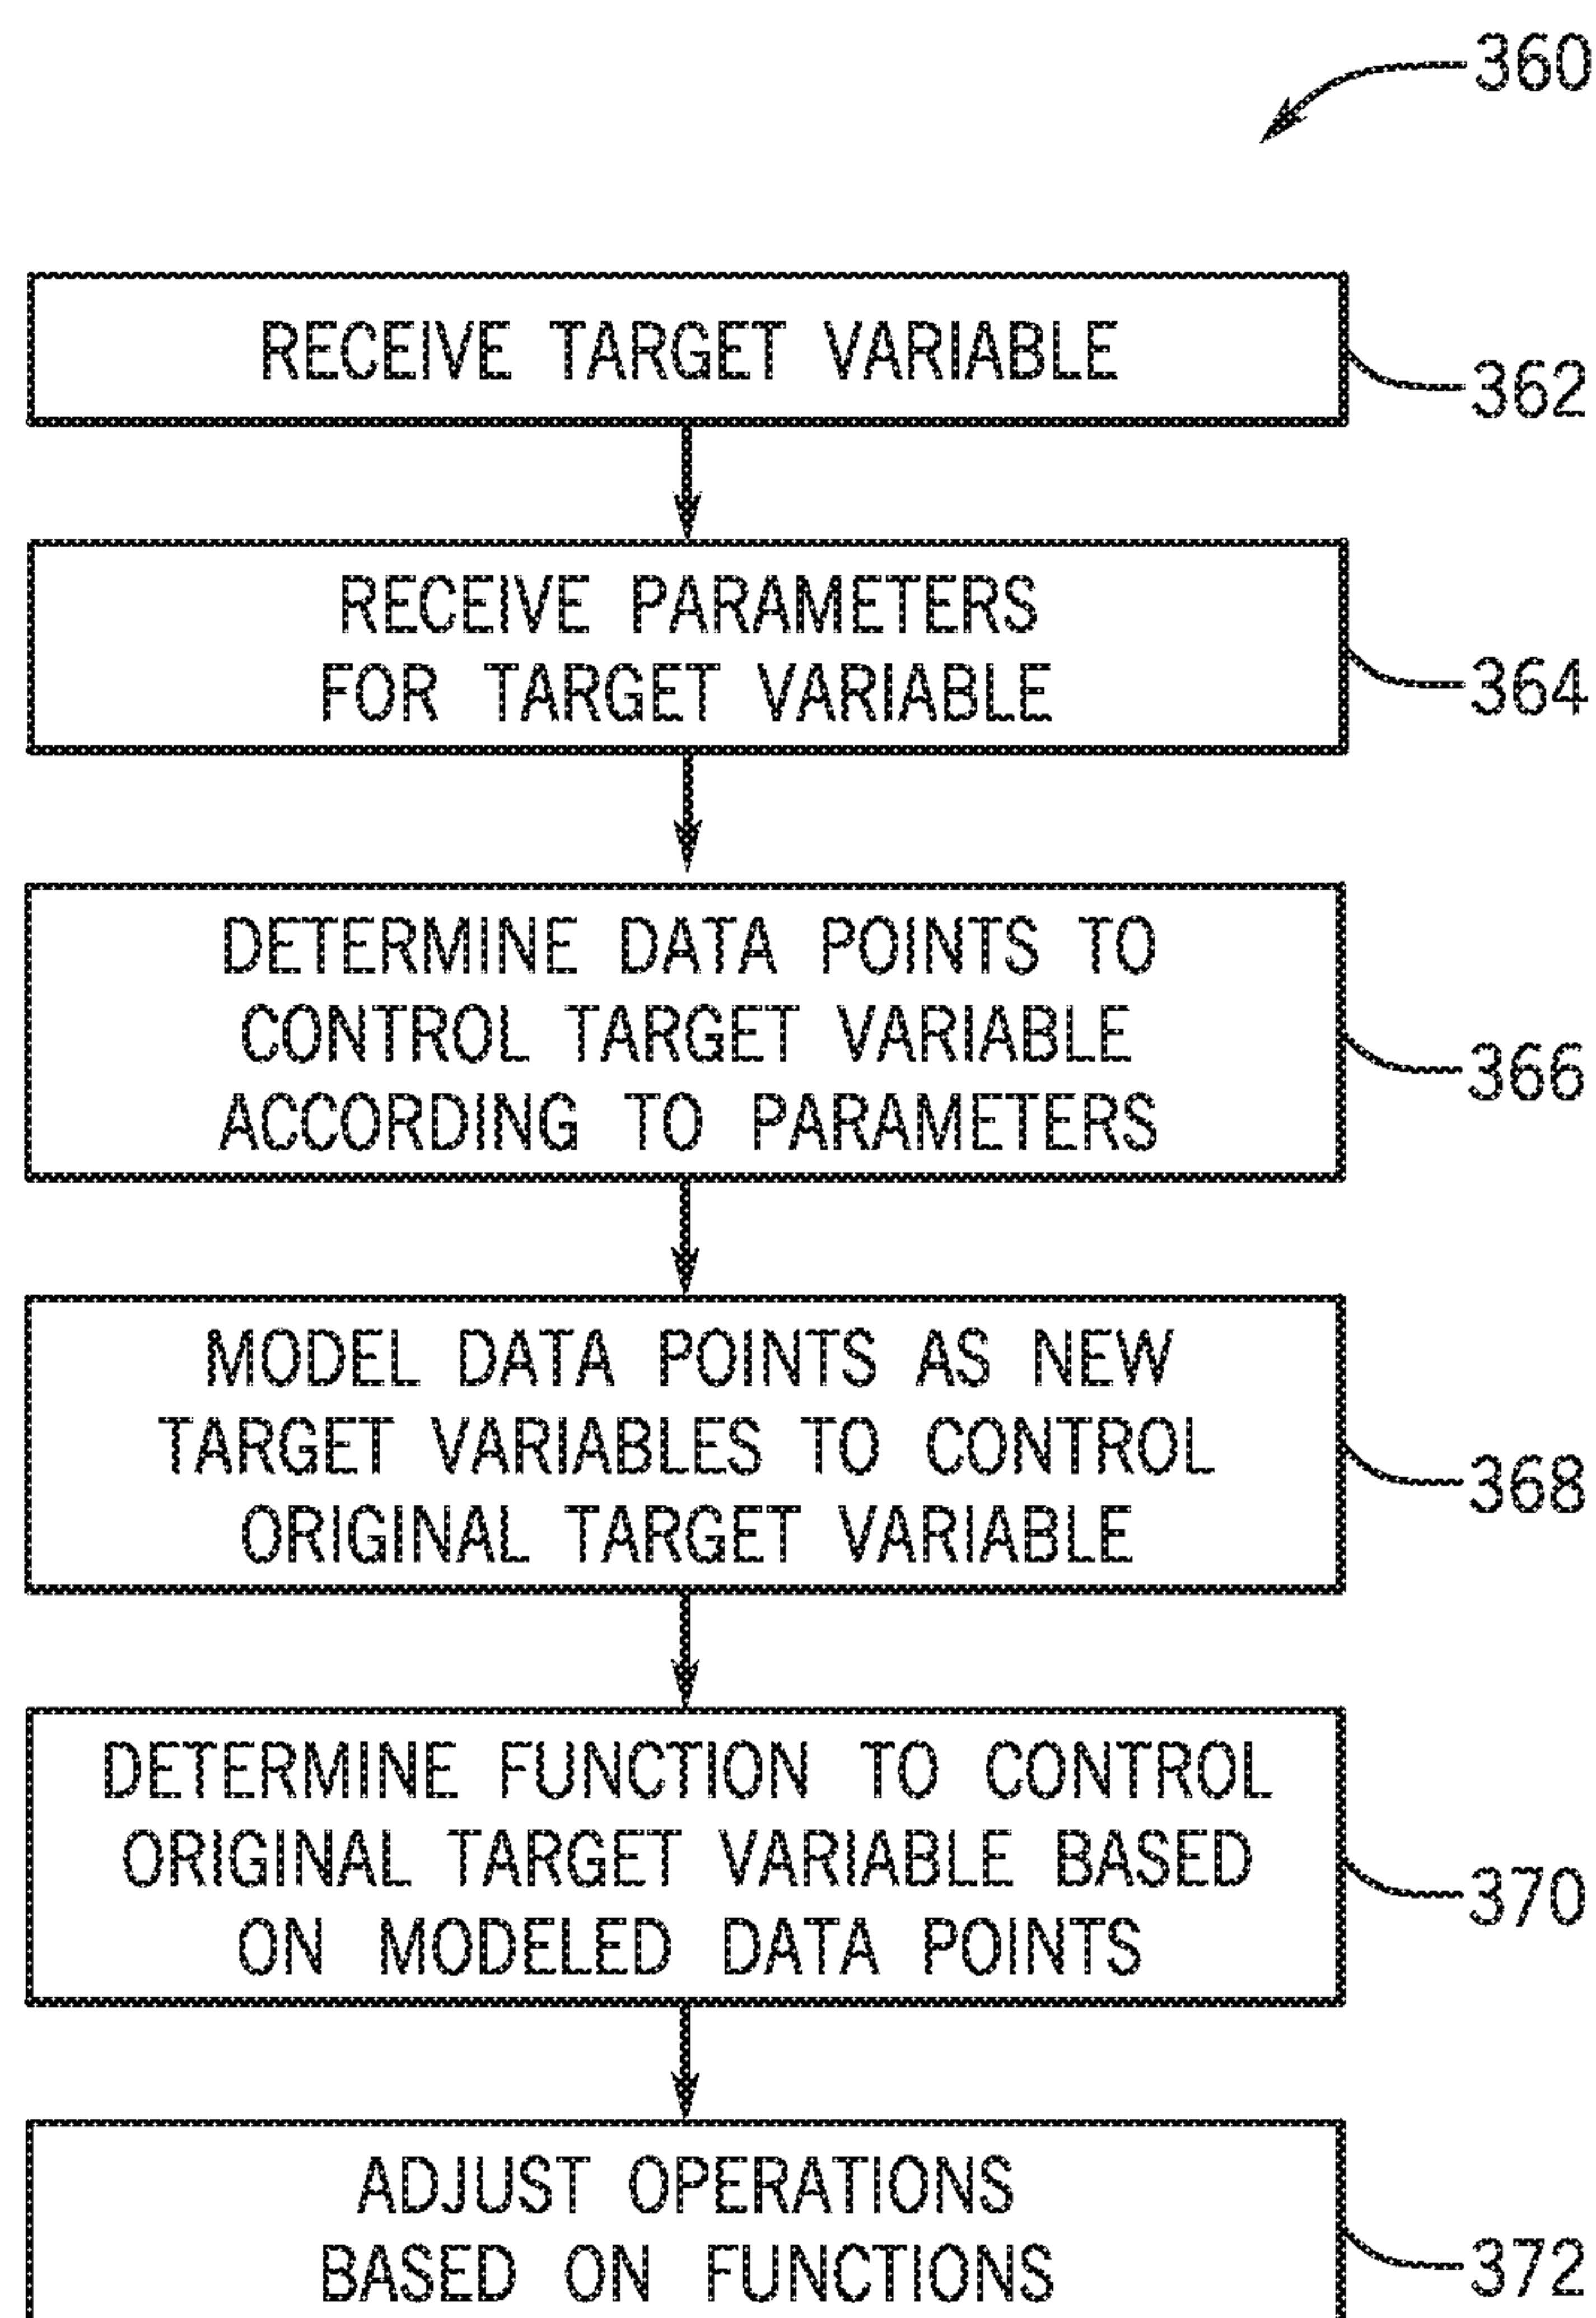 360
RECEIVE TARGET VARIABLE
362
RECEIVE PARAMETERS
FOR TARGET VARIABLE
364
DETERMINE DATA POINTS TO
CONTROL TARGET VARIABLE
ACCORDING TO PARAMETERS
366
MODEL DATA POINTS AS NEW
TARGET VARIABLES TO CONTROL
ORIGINAL TARGET VARIABLE
368
DETERMINE FUNCTION TO CONTROL
ORIGINAL TARGET VARIABLE BASED
ON MODELED DATA POINTS
370
ADJUST OPERATIONS
BASED ON FUNCTIONS
372